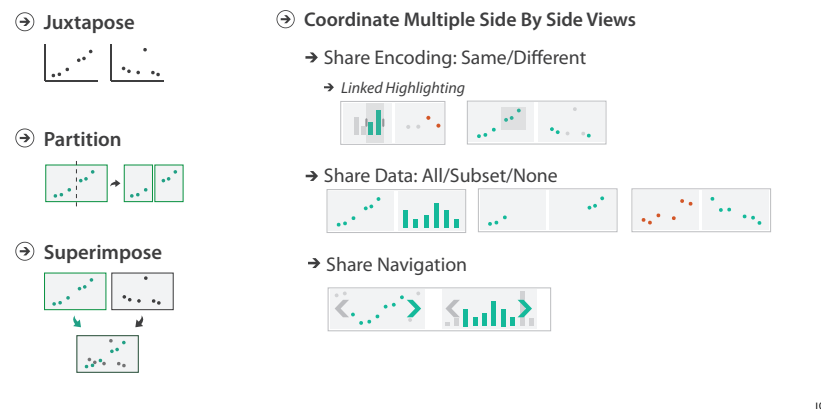 Juxtapose
Partition
Superimpose
Coordinate Multiple Side By Side Views
Share Encoding: Same/Different
Linked Highlighting
Share Data: All/Subset/None
Share Navigation